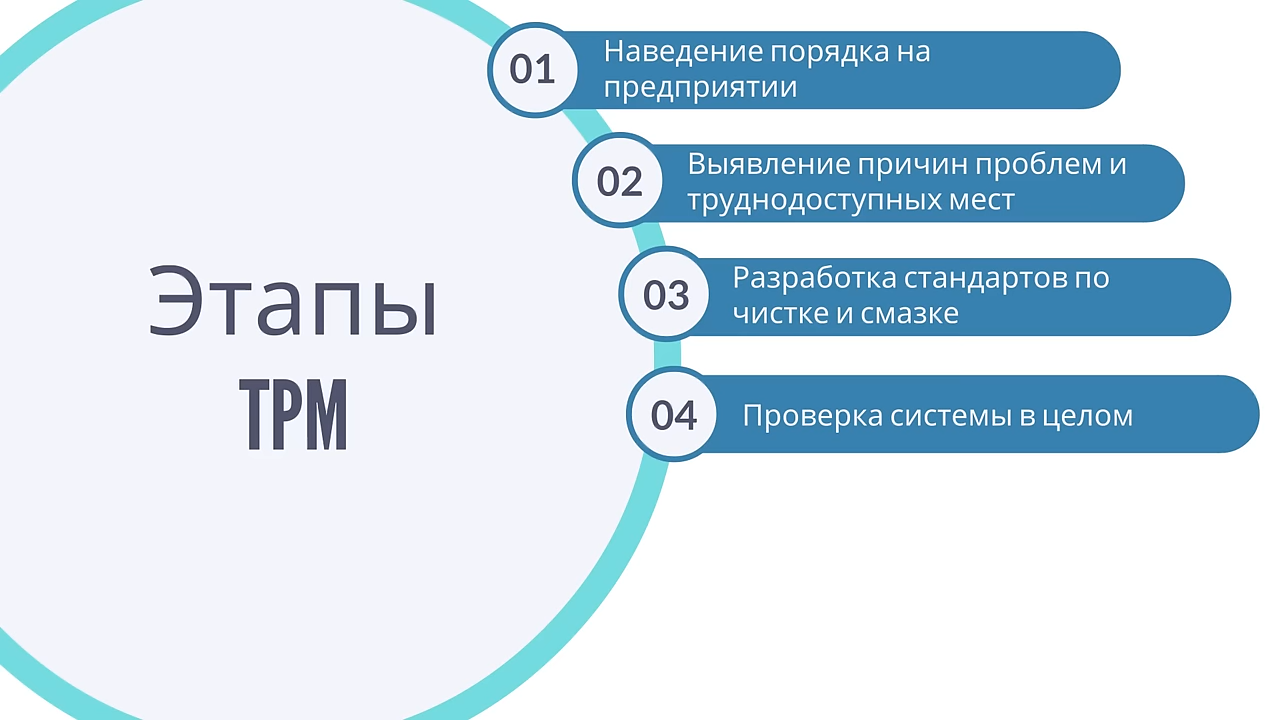 Этапы
TPM
01
Наведение порядка на
предприятии
02
Выявление причин проблем и
труднодоступных мест
03
Разработка стандартов по
чистке и смазке
04
Проверка системы в целом